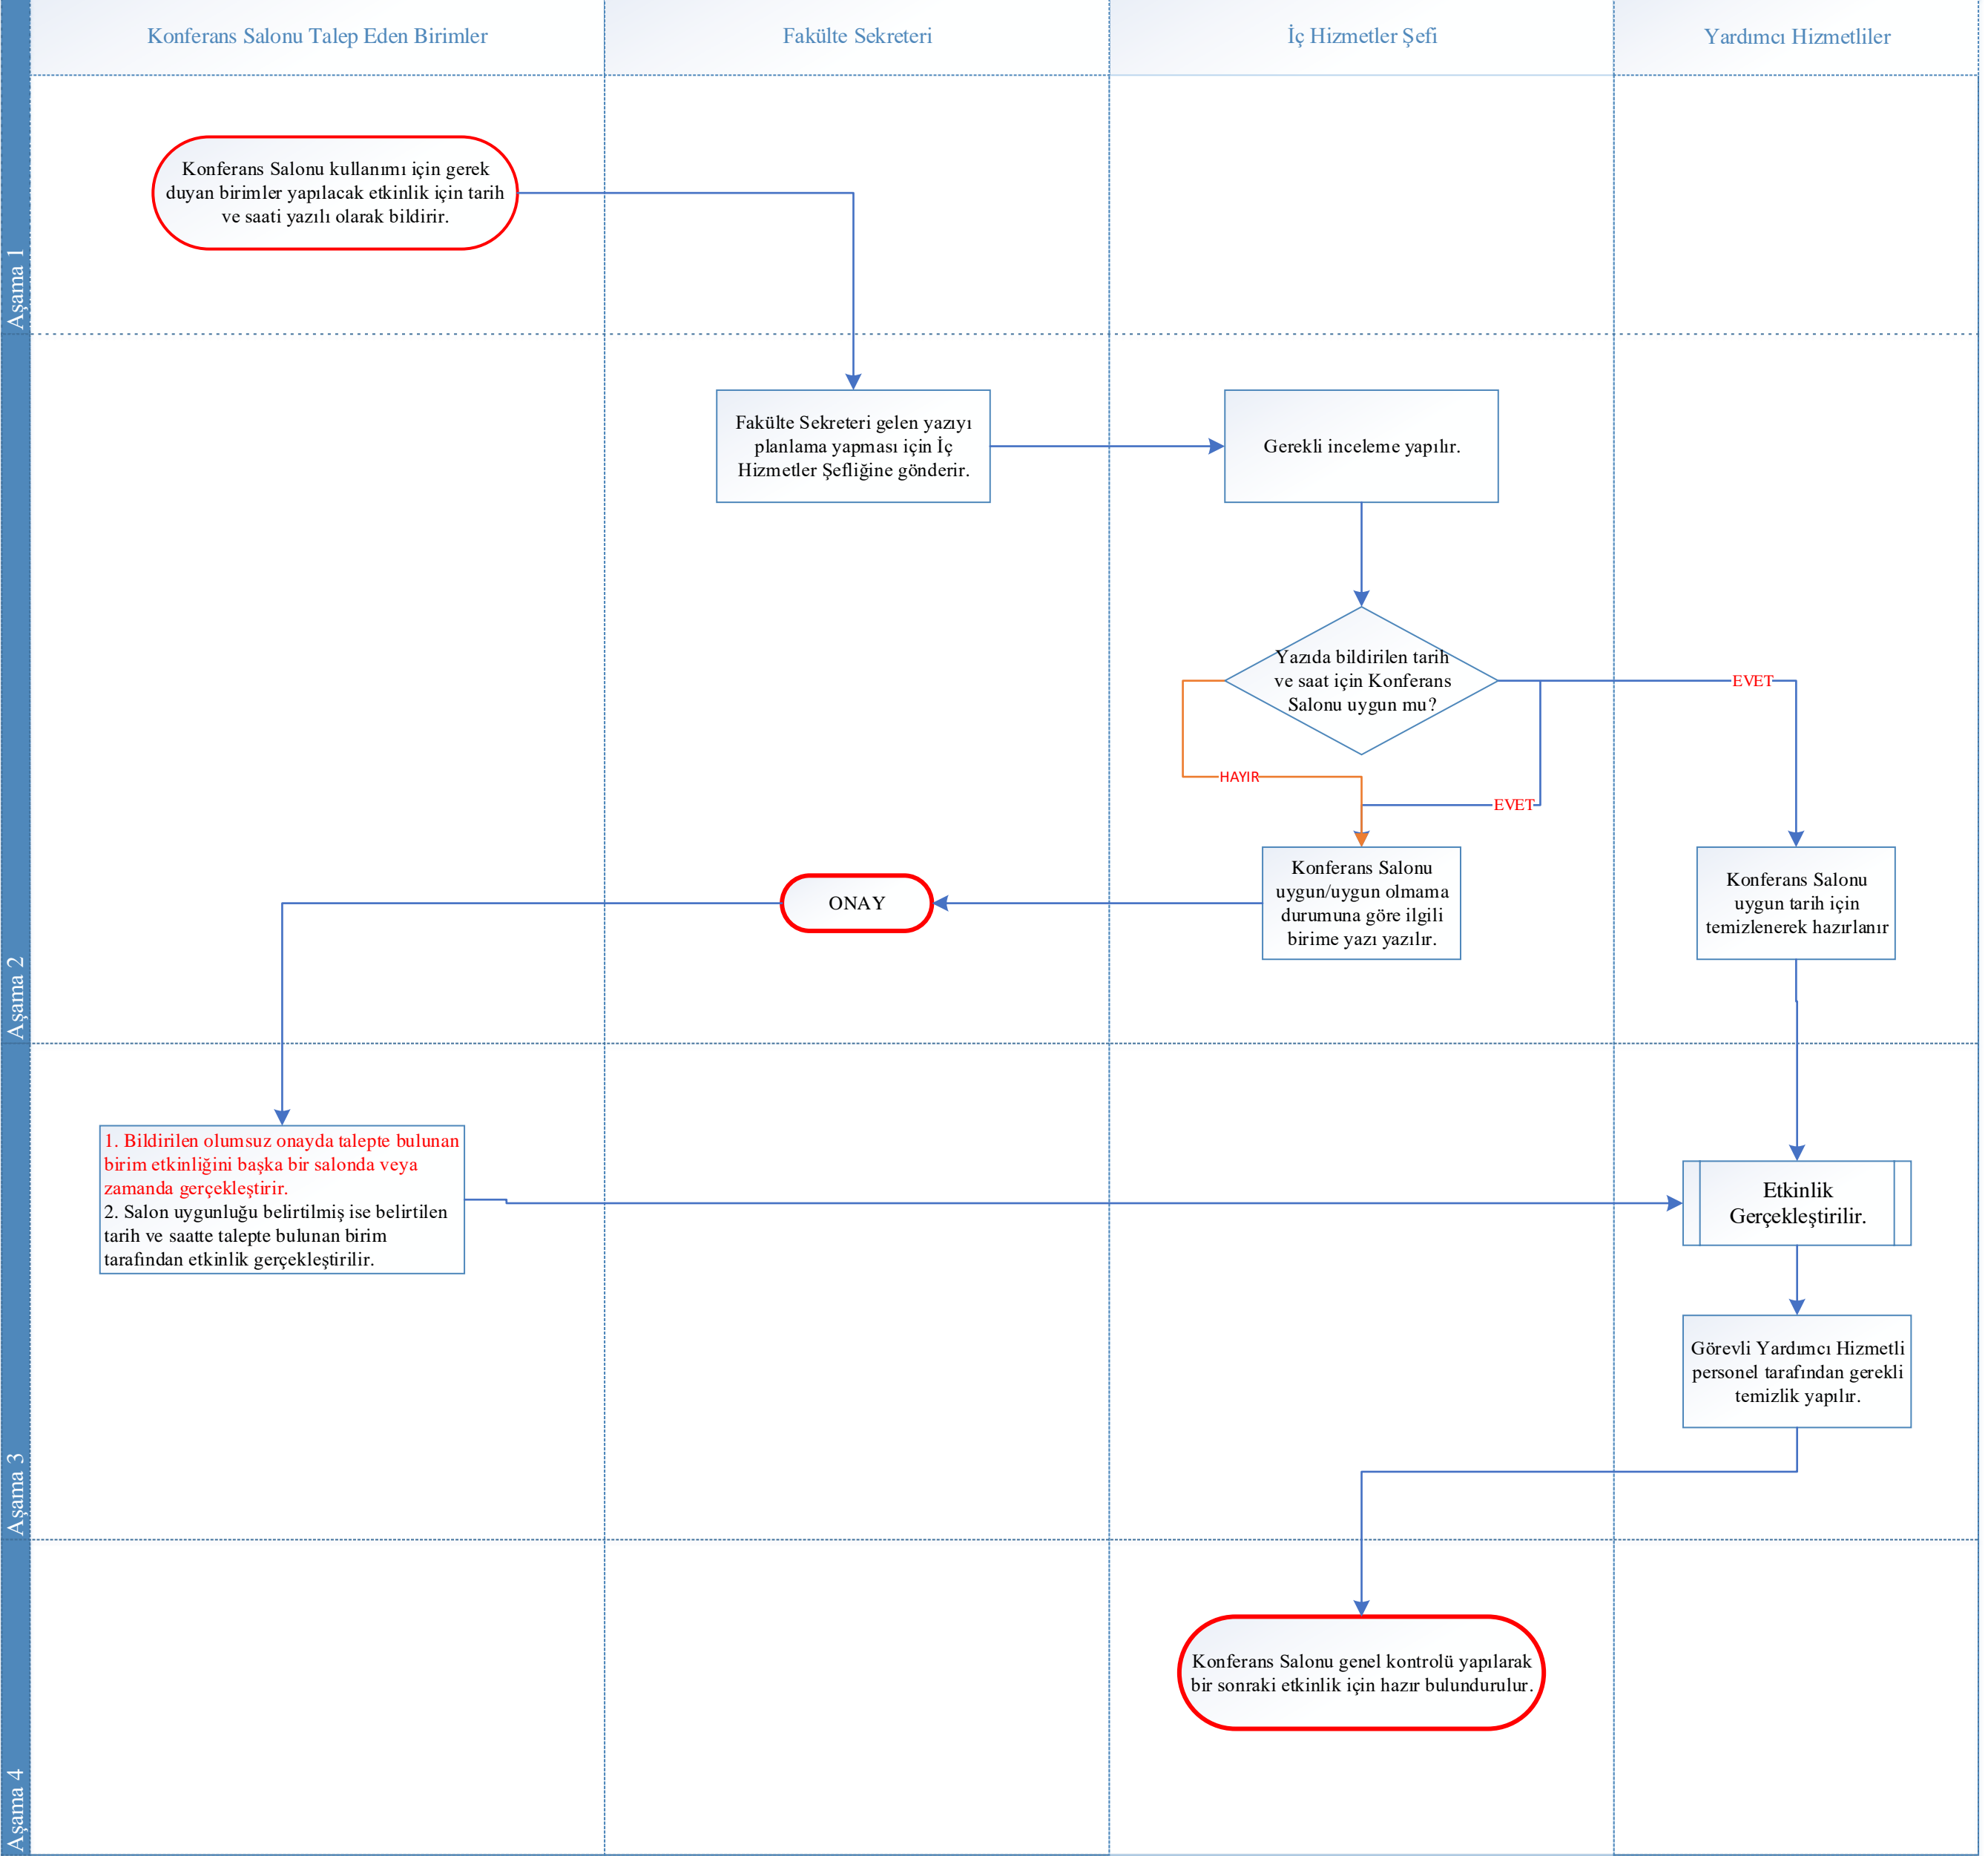 Konferans Salonu Talep Eden Birimler
Fakülte Sekreteri
İç Hizmetler Şefi
Yardımcı Hizmetliler
Aşama 1
Konferans Salonu kullanımı için gerek
duyan birimler yapılacak etkinlik için tarih
ve saati yazılı olarak bildirir.
Aşama 2
Fakülte Sekreteri gelen yazıyı
planlama yapması için İç
Hizmetler Şefliğine gönderir.
Gerekli inceleme yapılır.
Yazıda bildirilen tarih
ve saat için Konferans
Salonu uygun mu?
EVET
HAYIR
EVET
ONAY
Konferans Salonu
uygun/uygun olmama
durumuna göre ilgili
birime yazı yazılır.
Konferans Salonu
uygun tarih için
temizlenerek hazırlanır
Aşama 3
1. Bildirilen olumsuz onayda talepte bulunan
birim etkinliğini başka bir salonda veya
zamanda gerçekleştirir.
2. Salon uygunluğu belirtilmiş ise belirtilen
tarih ve saatte talepte bulunan birim
tarafından etkinlik gerçekleştirilir.
Etkinlik
Gerçekleştirilir.
Görevli Yardımcı Hizmetli
personel tarafından gerekli
temizlik yapılır.
Aşama 4
Konferans Salonu genel kontrolü yapılarak
bir sonraki etkinlik için hazır bulundurulur.